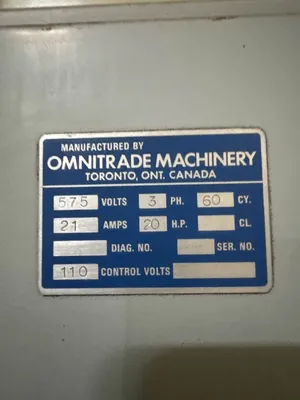 MANUFACTURED BY
OMNITRADE MACHINERY
TORONTO, ONT. CANADA
575 VOLTS 3 PH. 60 CY.
21 AMPS 20 H.P. CL.
DIAG. NO. SER. NO.
110 CONTROL VOLTS